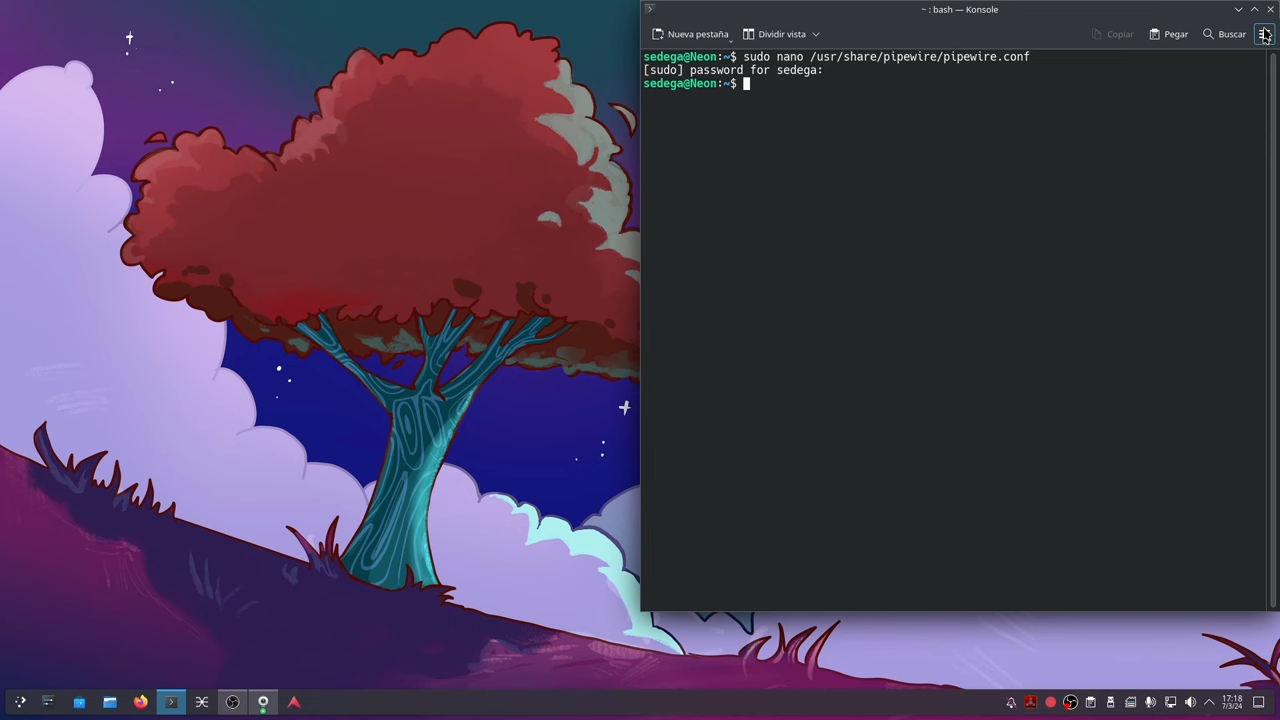 ~ : bash — Konsole
Nueva pestaña Dividir vista Copiar Pegar Buscar
sedega@Neon:~$ sudo nano /usr/share/pipewire/pipewire.conf
[sudo] password for sedega:
sedega@Neon:~$
17:18
7/3/24